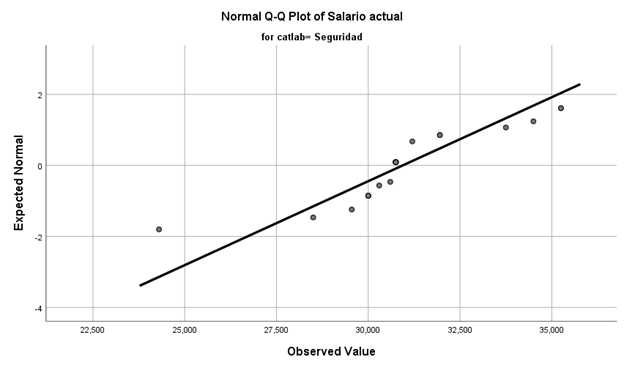 Normal Q-Q Plot of Salario actual
for catlab= Seguridad
Expected Normal
2
0
-2
-4
22,500 25,000 27,500 30,000 32,500 35,000
Observed Value